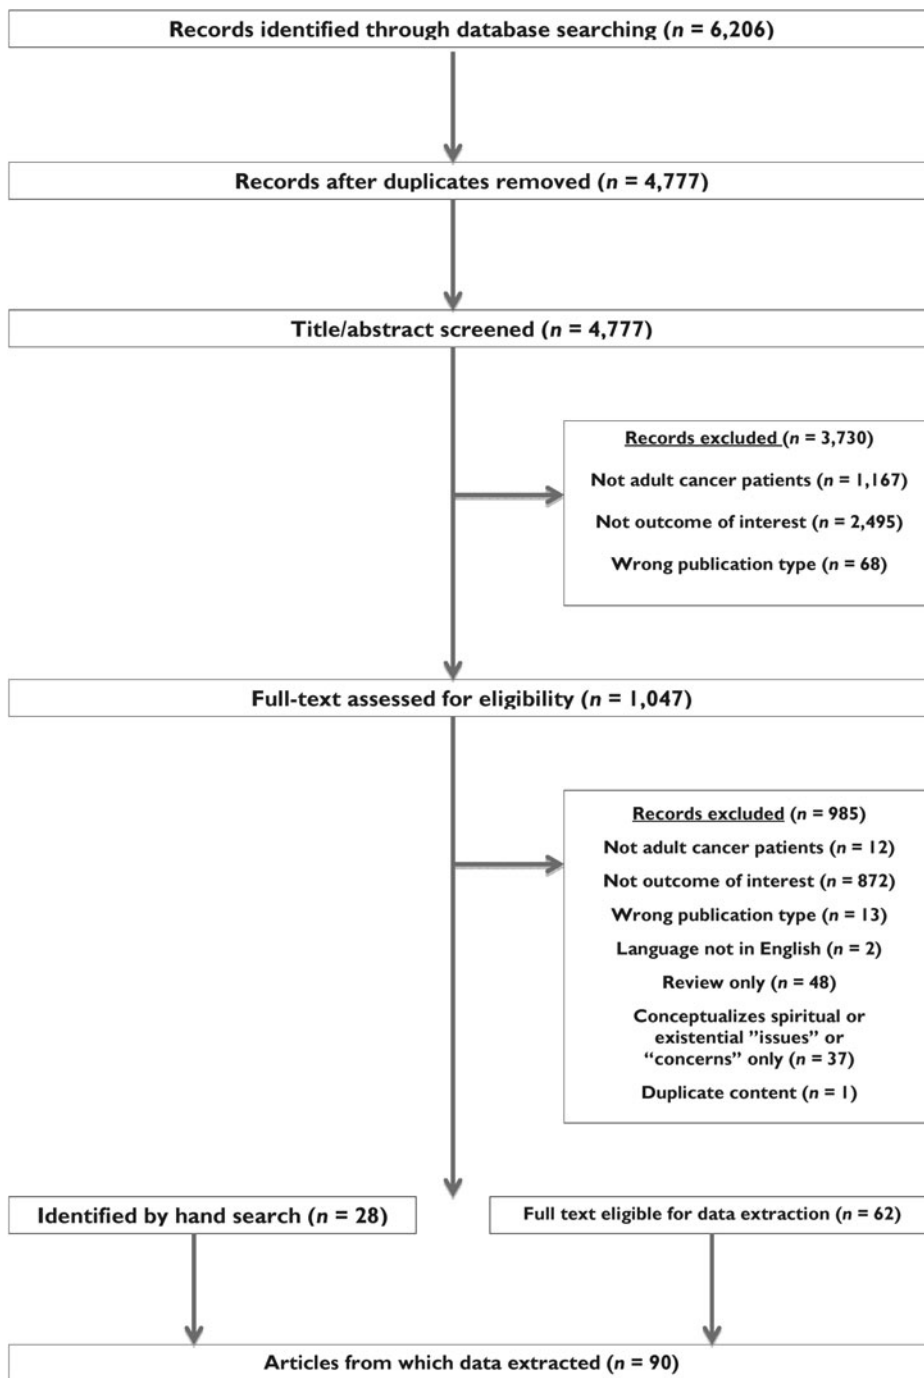 Records identified through database searching (n = 6,206)
Records after duplicates removed (n = 4,777)
Title/abstract screened (n = 4,777)
Records excluded (n = 3,730)
Not adult cancer patients (n = 1,167)
Not outcome of interest (n = 2,495)
Wrong publication type (n = 68)
Full-text assessed for eligibility (n = 1,047)
Records excluded (n = 985)
Not adult cancer patients (n = 12)
Not outcome of interest (n = 872)
Wrong publication type (n = 13)
Language not in English (n = 2)
Review only (n = 48)
Conceptualizes spiritual or
existential ”issues” or
“concerns” only (n = 37)
Duplicate content (n = 1)
Identified by hand search (n = 28)
Full text eligible for data extraction (n = 62)
Articles from which data extracted (n = 90)